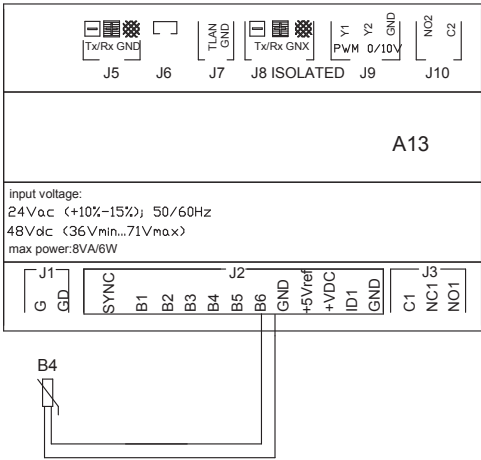 Tx/Rx GND
TLAN
GND
Tx/Rx GNX
Y1
Y2
GND
PWM 0/10V
NO2
C2
J5 J6 J7 J8 ISOLATED J9 J10
A13
input voltage:
24Vac (+10%-15%); 50/60Hz
48Vdc (36Vmin...71Vmax)
max power:8VA/6W
J1 J2 J3
G
GD
SYNC
B1
B2
B3
B4
B5
B6
GND
+5Vref
+VDC
ID1
GND
C1
NC1
NO1
B4